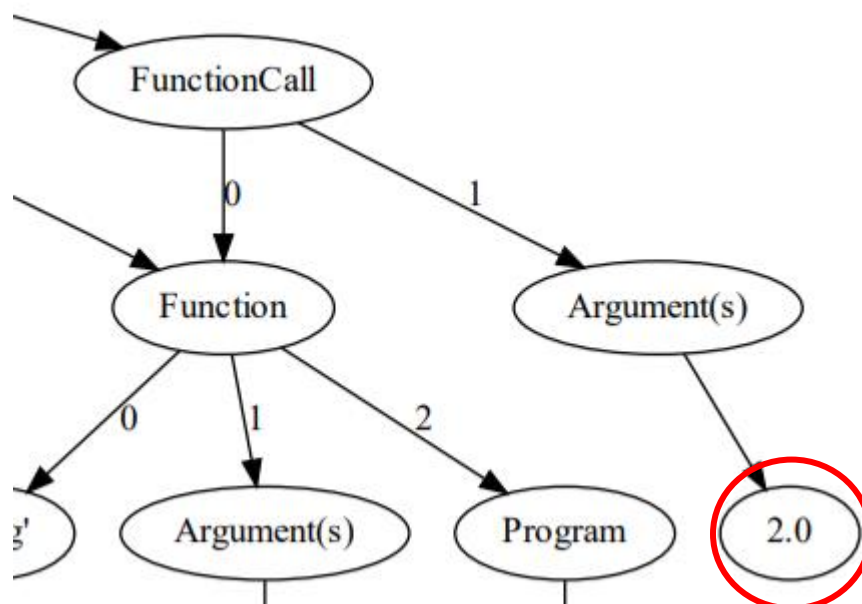 FunctionCall
0 1
Function Argument(s)
0 1 2
g' Argument(s) Program 2.0